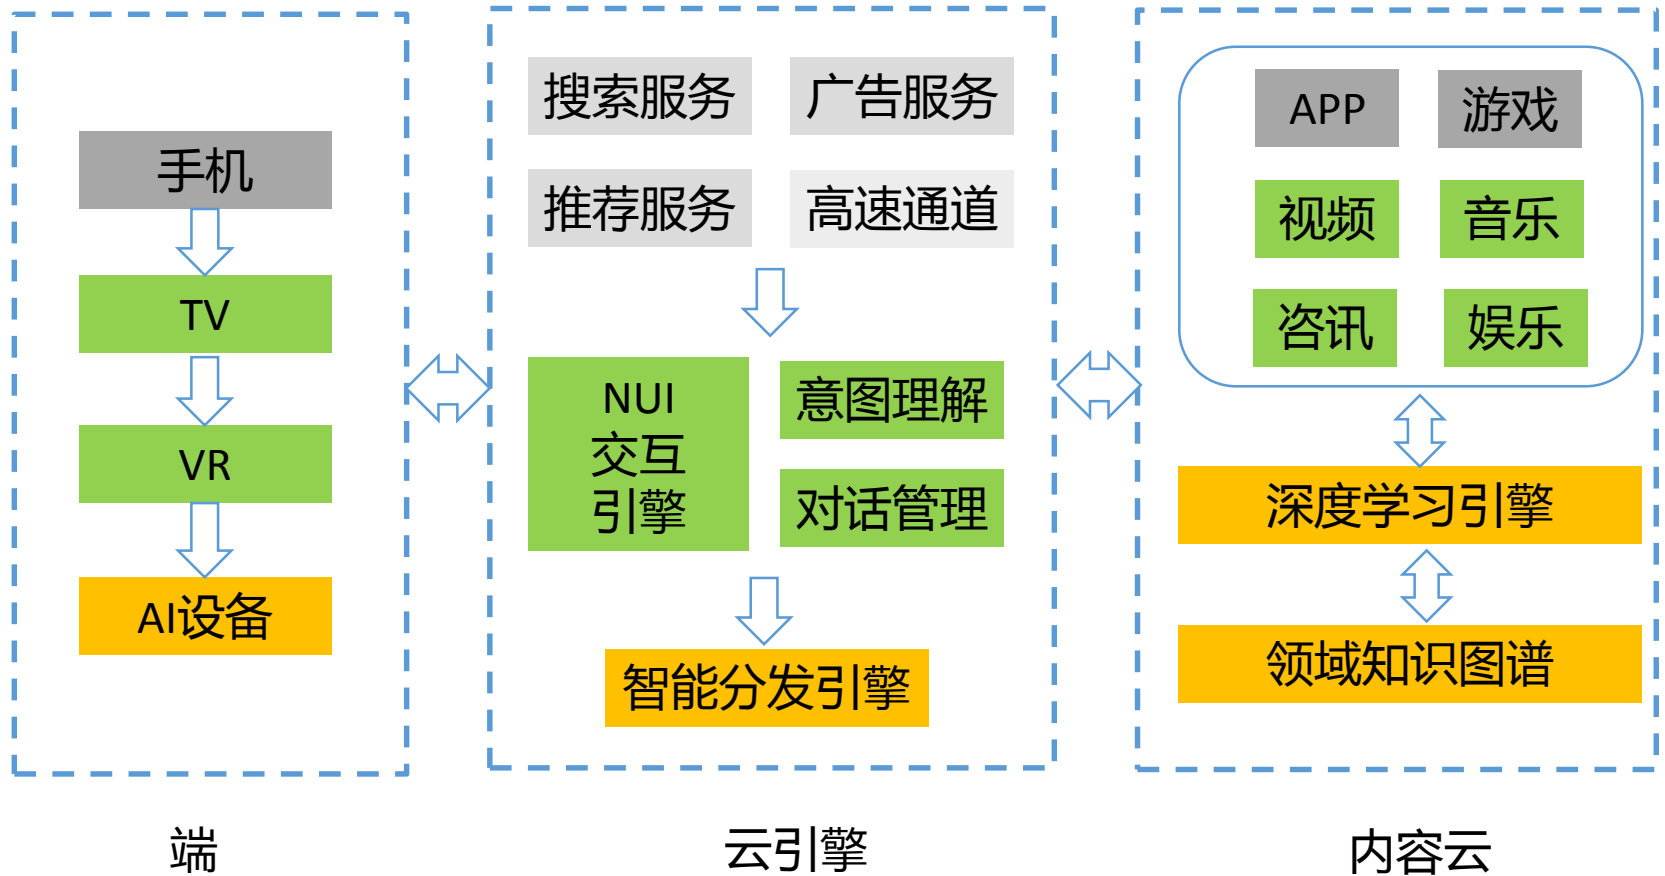 手机
TV
VR
AI设备
端
搜索服务
广告服务
推荐服务
高速通道
NUI
交互
引擎
意图理解
对话管理
智能分发引擎
云引擎
APP
游戏
视频
音乐
咨讯
娱乐
深度学习引擎
领域知识图谱
内容云